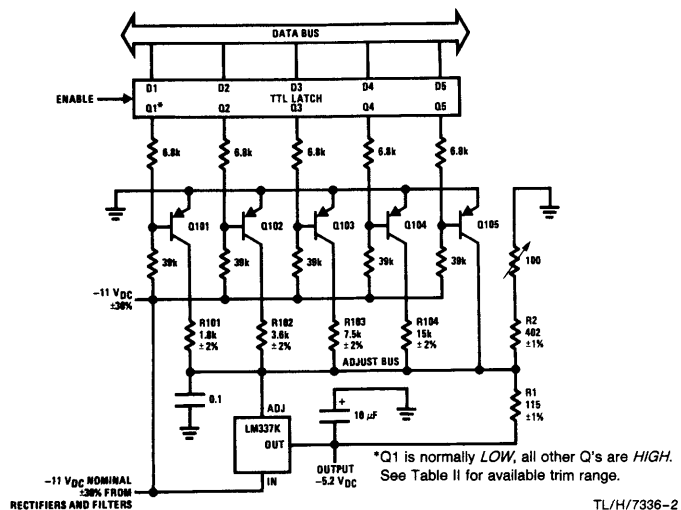 DATA BUS
D1 D2 D3 D4 D5
TTL LATCH
ENABLE
Q1* Q2 Q3 Q4 Q5
6.8k 6.8k 6.8k 6.8k 6.8k
Q101 Q102 Q103 Q104 Q105
39k 39k 39k 39k 39k
100
–11 VDC
±30%
R101
1.8k
±2%
R102
3.6k
±2%
R103
7.5k
±2%
R104
15k
±2%
R2
402
±1%
ADJUST BUS
R1
115
±1%
0.1
ADJ
LM337K
OUT
IN
+
10 µF
OUTPUT
–5.2 VDC
*Q1 is normally LOW, all other Q's are HIGH.
See Table II for available trim range.
–11 VDC NOMINAL
±30% FROM
RECTIFIERS AND FILTERS
TL/H/7336–2